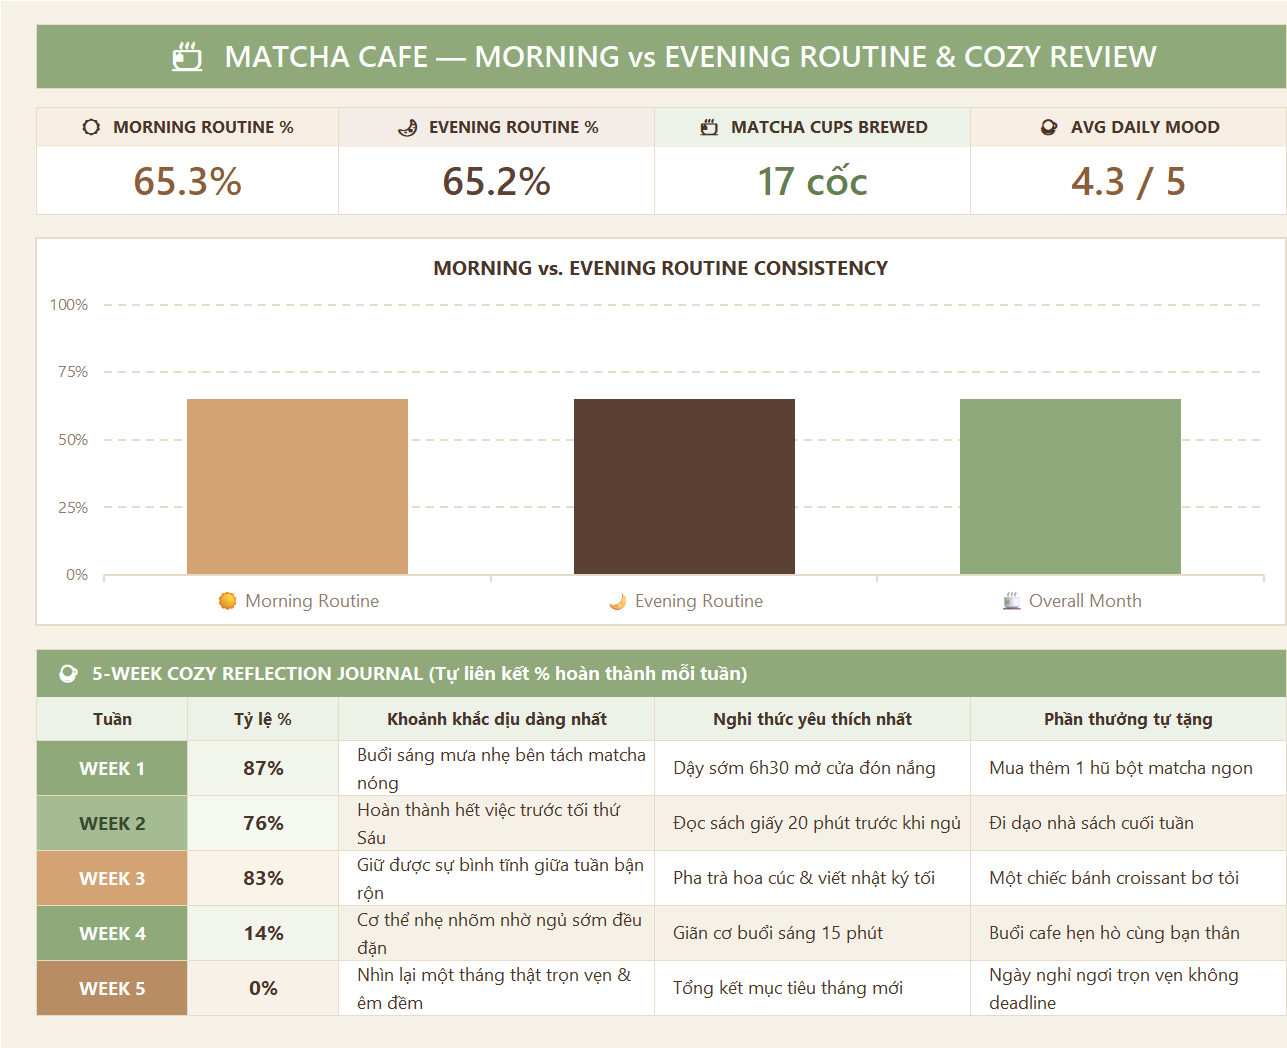 MATCHA CAFE — MORNING vs EVENING ROUTINE & COZY REVIEW
MORNING ROUTINE %
EVENING ROUTINE %
MATCHA CUPS BREWED
AVG DAILY MOOD
65.3%
65.2%
17 cốc
4.3 / 5
MORNING vs. EVENING ROUTINE CONSISTENCY
100%
75%
50%
25%
0%
Morning Routine
Evening Routine
Overall Month
5-WEEK COZY REFLECTION JOURNAL (Tự liên kết % hoàn thành mỗi tuần)
Tuần
Tỷ lệ %
Khoảnh khắc dịu dàng nhất
Nghi thức yêu thích nhất
Phần thưởng tự tặng
WEEK 1
87%
Buổi sáng mưa nhẹ bên tách matcha
nóng
Dậy sớm 6h30 mở cửa đón nắng
Mua thêm 1 hũ bột matcha ngon
WEEK 2
76%
Hoàn thành hết việc trước tối thứ
Sáu
Đọc sách giấy 20 phút trước khi ngủ
Đi dạo nhà sách cuối tuần
WEEK 3
83%
Giữ được sự bình tĩnh giữa tuần bận
rộn
Pha trà hoa cúc & viết nhật ký tối
Một chiếc bánh croissant bơ tỏi
WEEK 4
14%
Cơ thể nhẹ nhõm nhờ ngủ sớm đều
đặn
Giãn cơ buổi sáng 15 phút
Buổi cafe hẹn hò cùng bạn thân
WEEK 5
0%
Nhìn lại một tháng thật trọn vẹn &
êm đềm
Tổng kết mục tiêu tháng mới
Ngày nghỉ ngơi trọn vẹn không
deadline